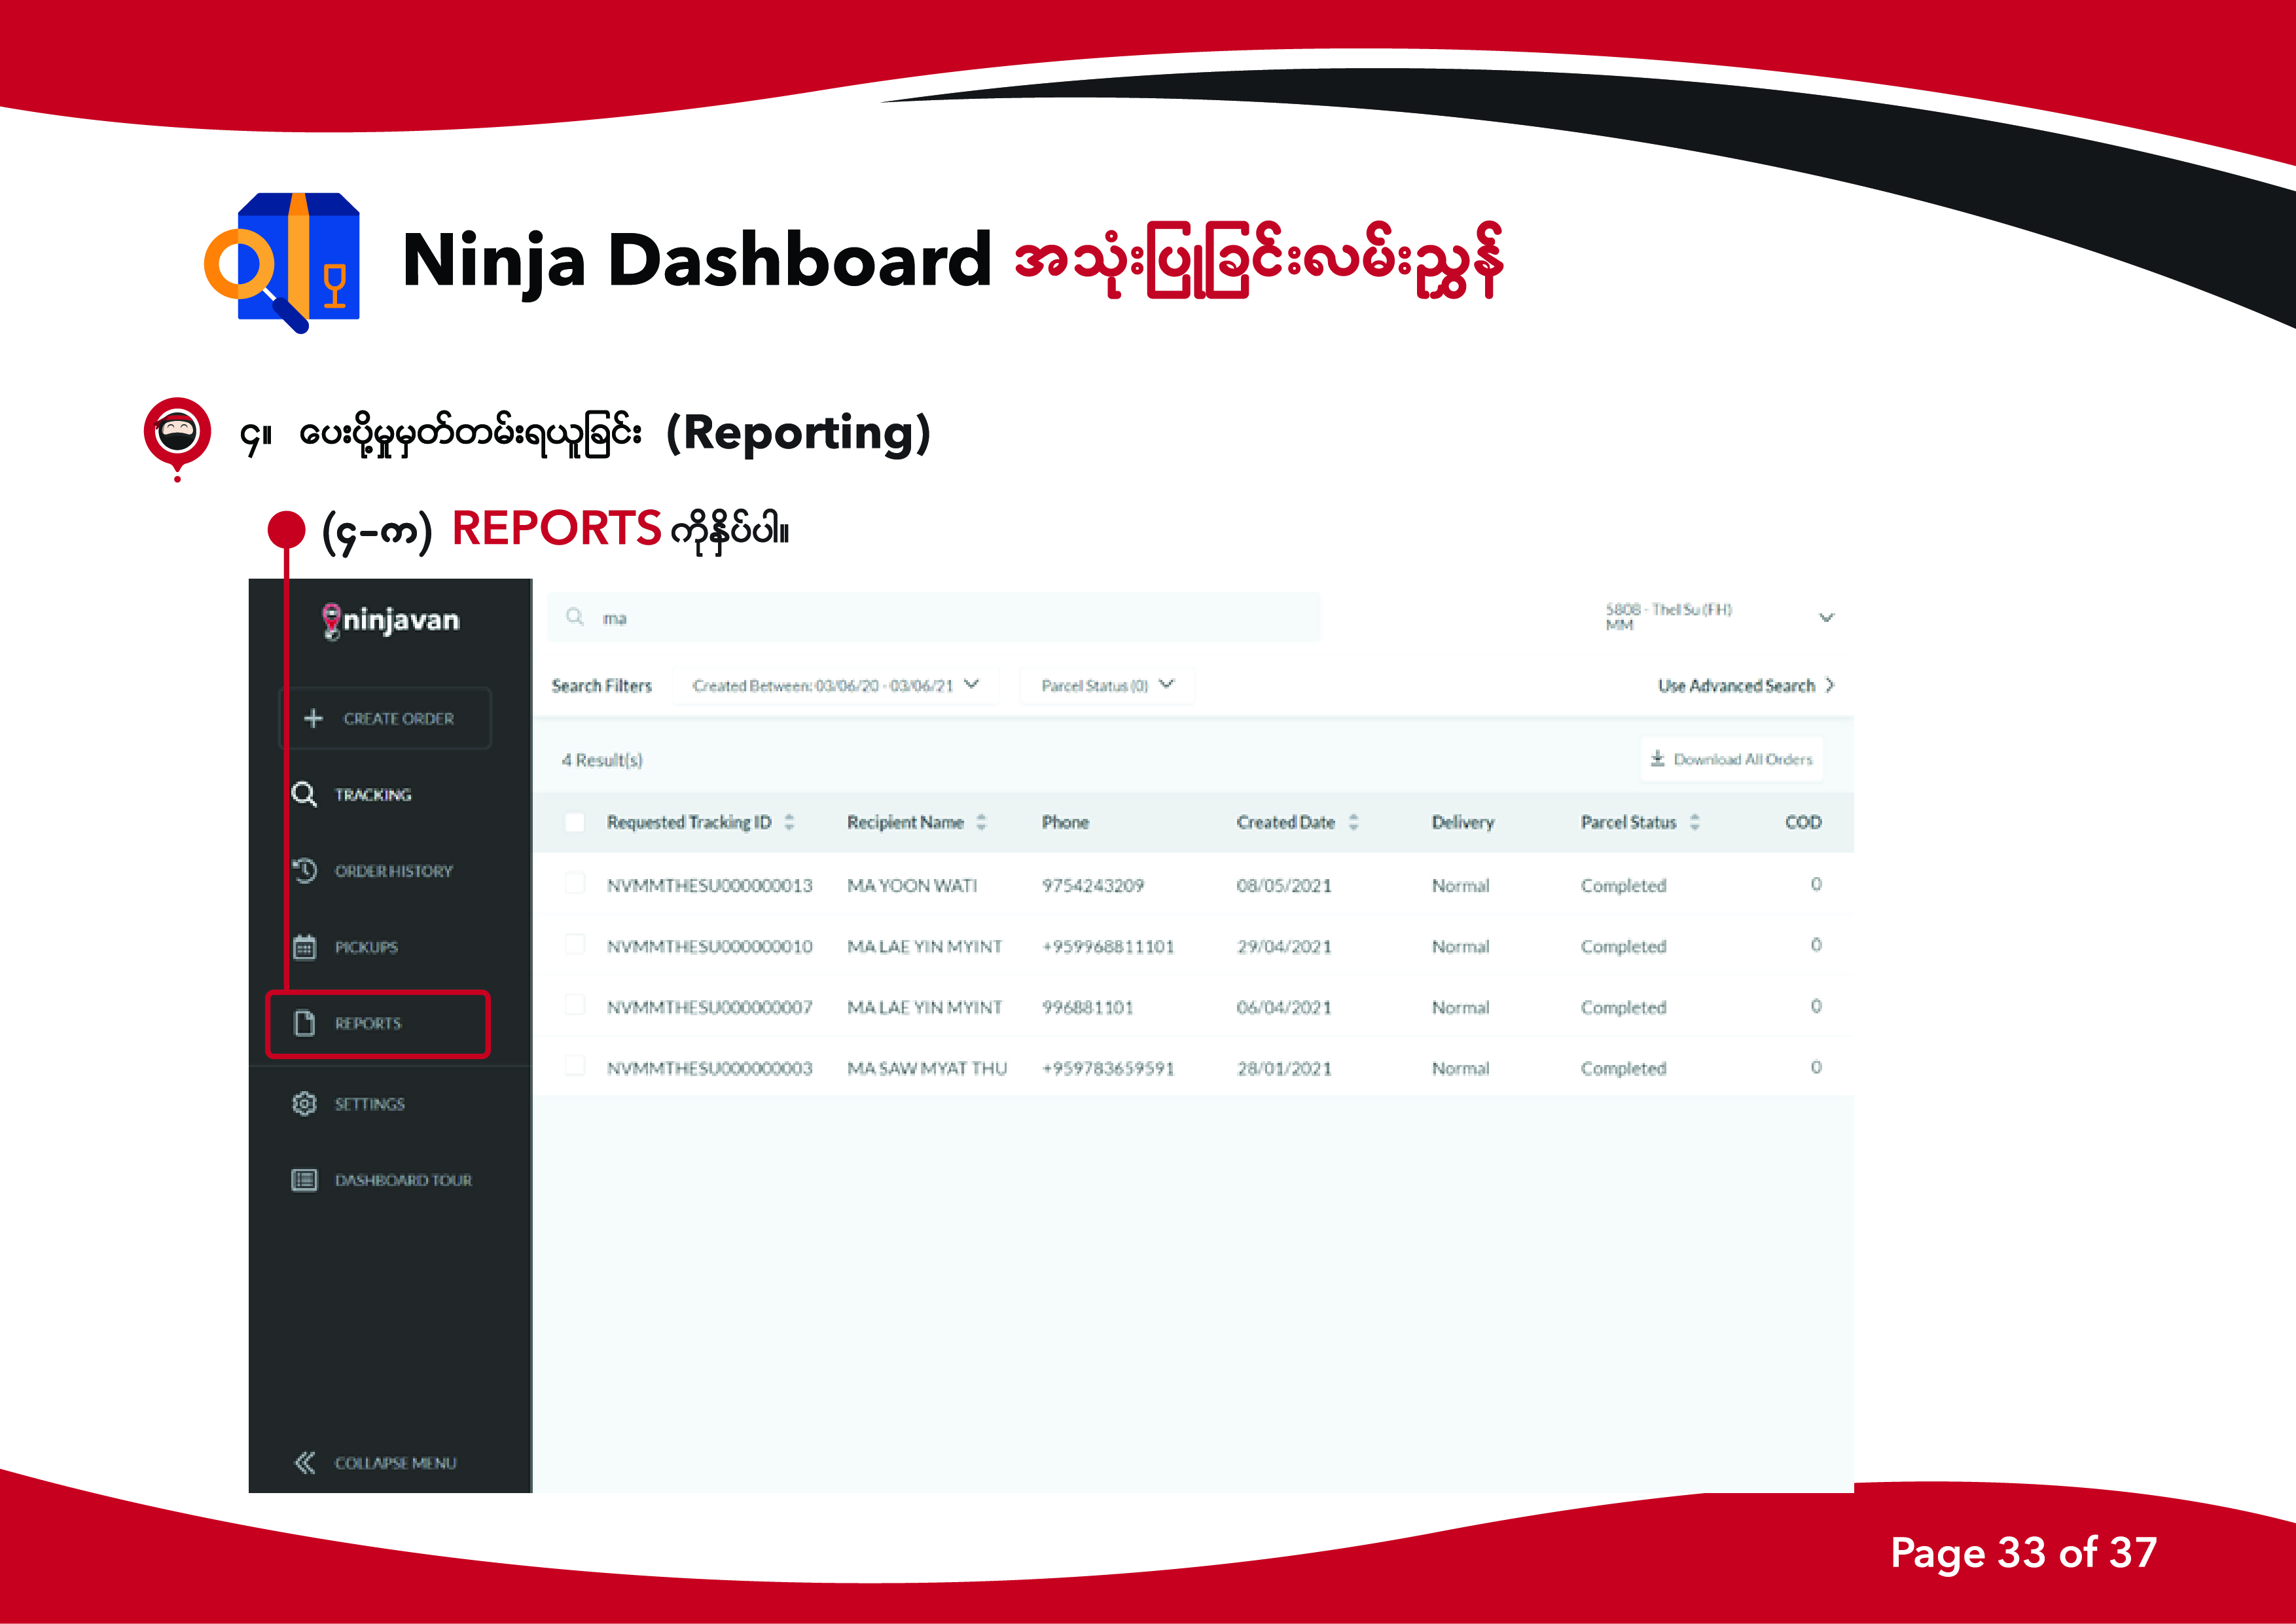 Ninja Dashboard အသုံးပြုခြင်းလမ်းညွှန်
၄။ ပေးပို့မှုမှတ်တမ်းရယူခြင်း (Reporting)
(၄-က) REPORTS ကိုနှိပ်ပါ။
ninjavan
CREATE ORDER
TRACKING
ORDER HISTORY
PICKUPS
REPORTS
SETTINGS
DASHBOARD TOUR
COLLAPSE MENU
ma
5808 - Thel Su (FH)
MM
Search Filters Created Between: 03/06/20 - 03/06/21 Parcel Status (0) Use Advanced Search
4 Result(s) Download All Orders
Requested Tracking ID Recipient Name Phone Created Date Delivery Parcel Status COD
NVMMTHESU000000013 MA YOON WATI 9754243209 08/05/2021 Normal Completed 0
NVMMTHESU000000010 MA LAE YIN MYINT +959968811101 29/04/2021 Normal Completed 0
NVMMTHESU000000007 MA LAE YIN MYINT 996881101 06/04/2021 Normal Completed 0
NVMMTHESU000000003 MA SAW MYAT THU +959783659591 28/01/2021 Normal Completed 0
Page 33 of 37